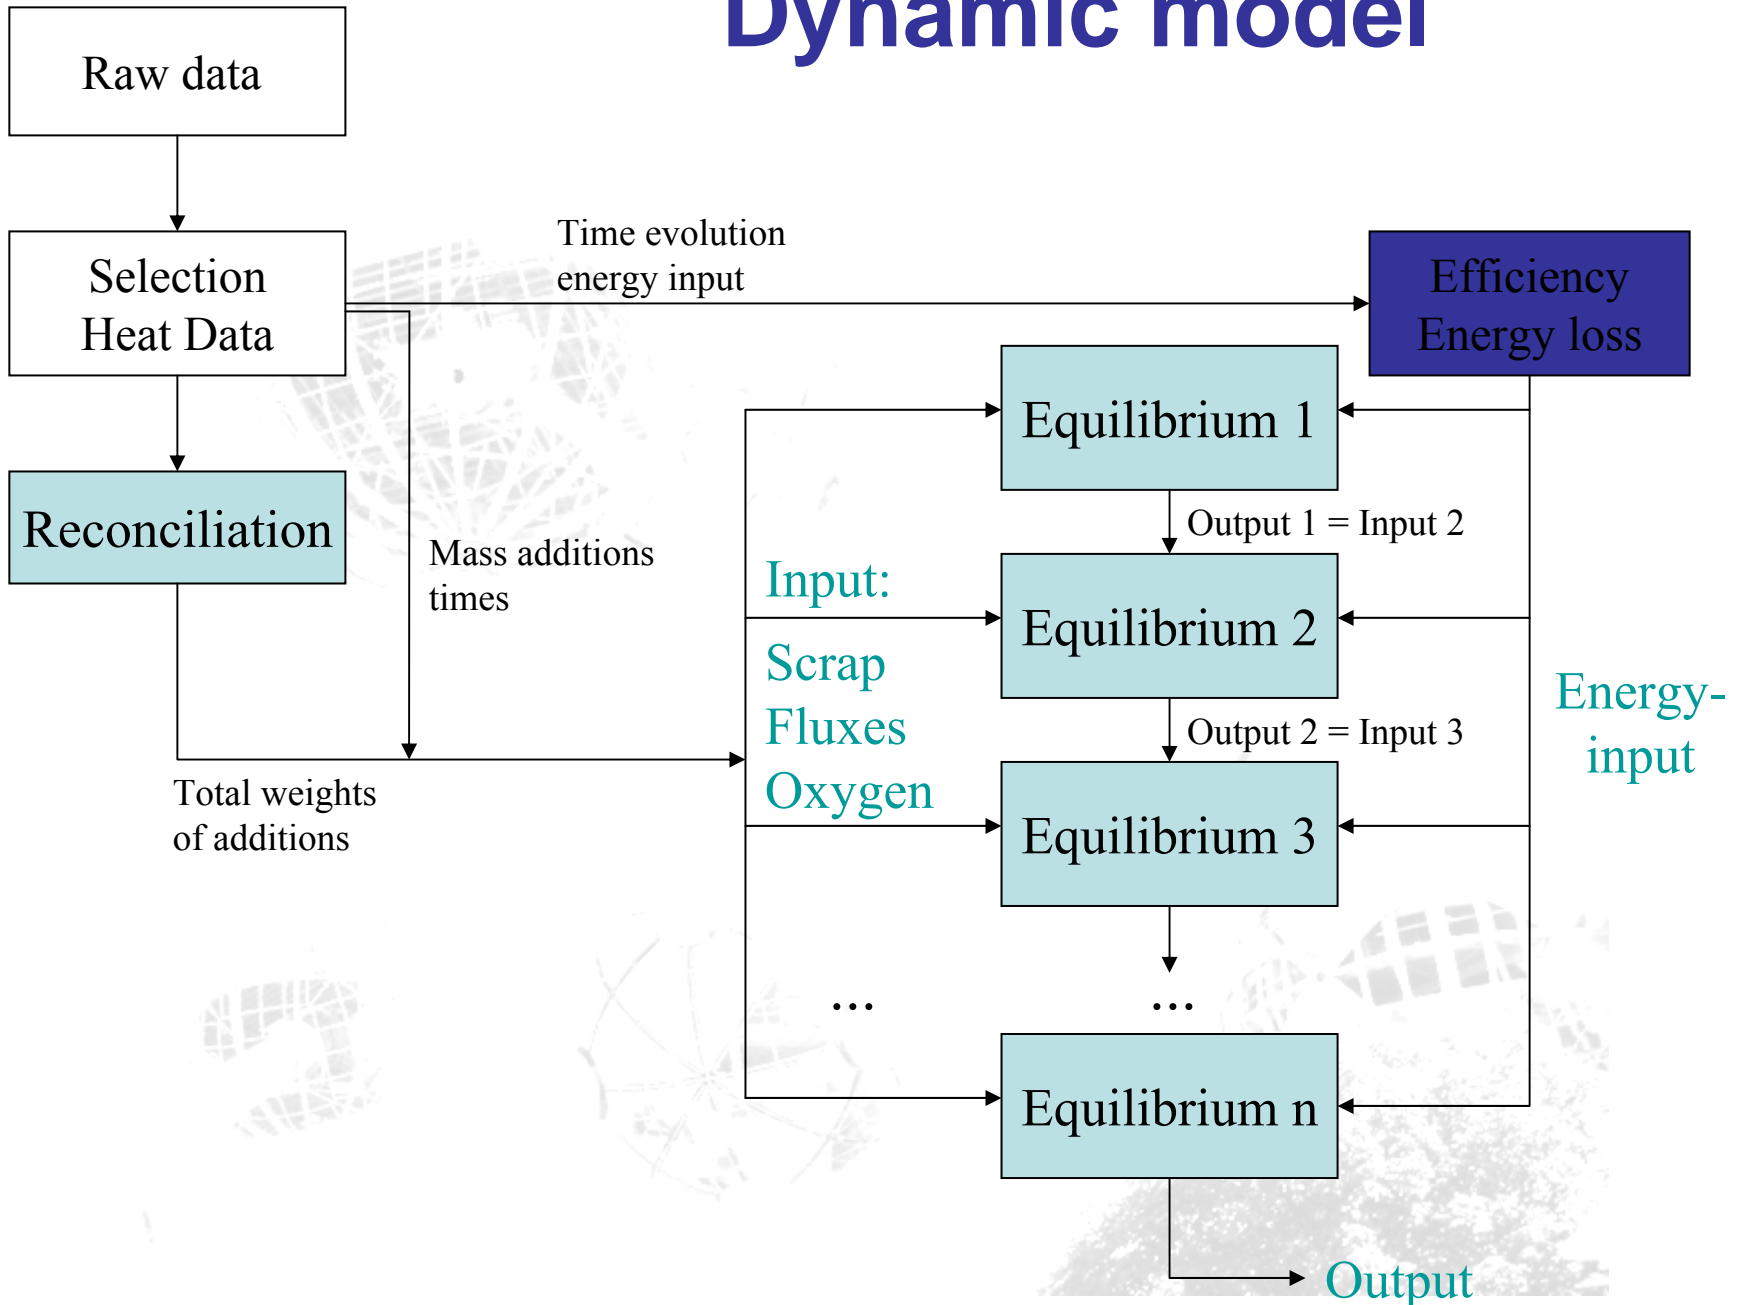 Dynamic model
Raw data
Selection
Heat Data
Reconciliation
Time evolution
energy input
Efficiency
Energy loss
Mass additions
times
Total weights
of additions
Input:
Scrap
Fluxes
Oxygen
...
Equilibrium 1
Output 1 = Input 2
Equilibrium 2
Output 2 = Input 3
Equilibrium 3
...
Equilibrium n
Energy-
input
Output